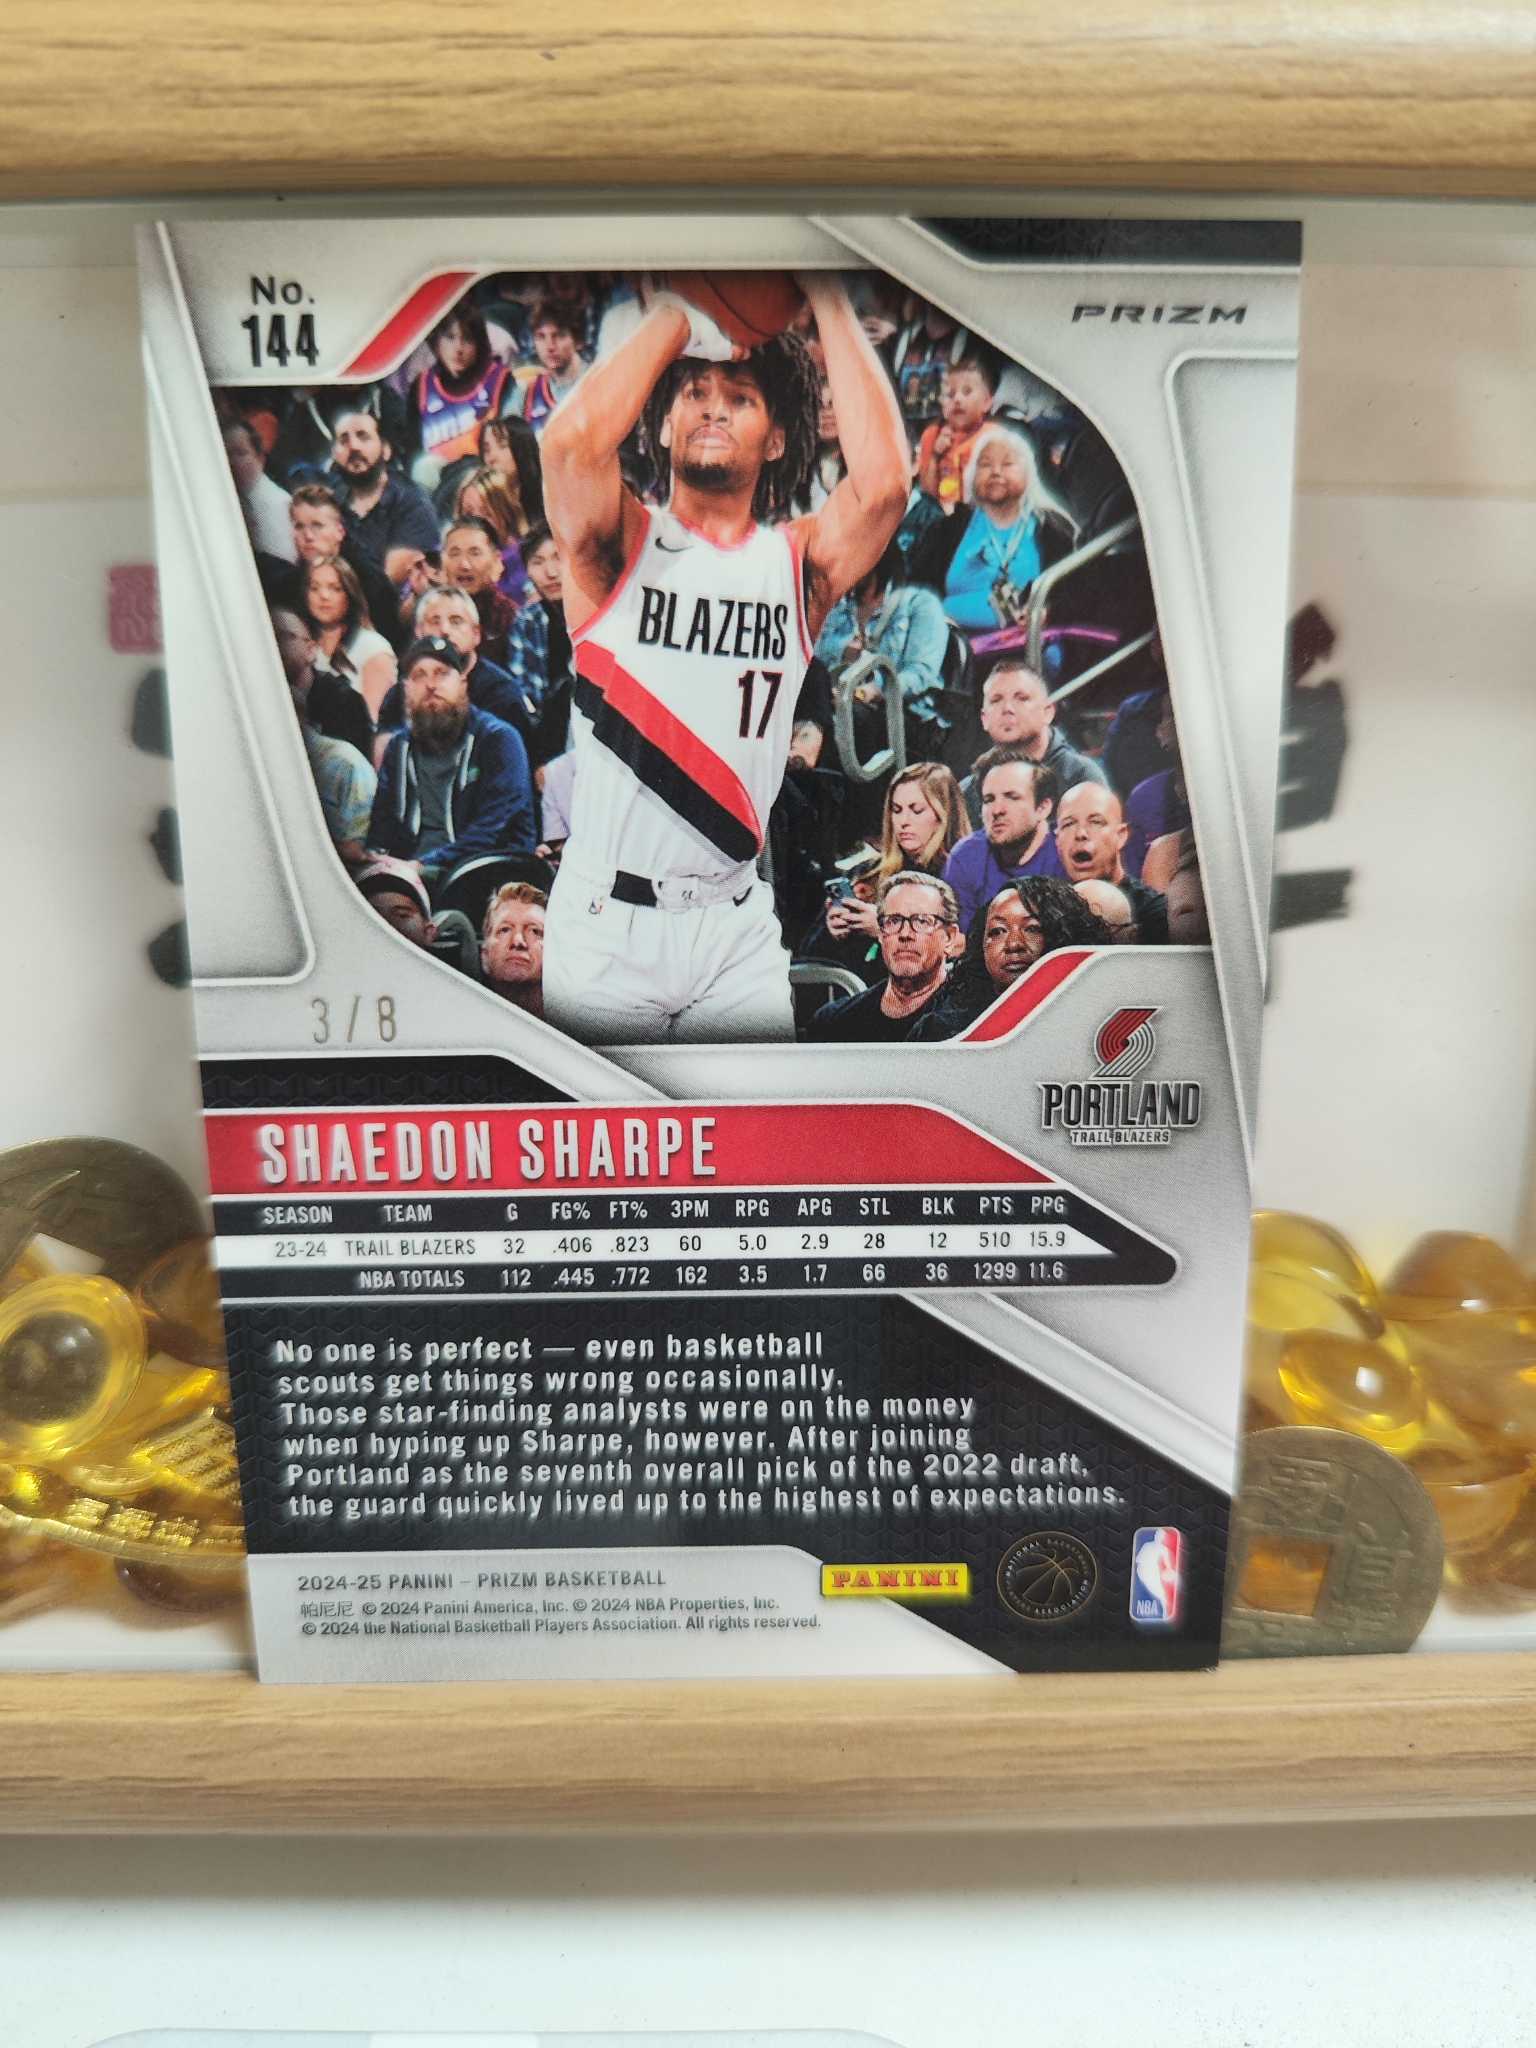 No.
144
PRIZM
BLAZERS
17
3/8
PORTLAND
TRAIL BLAZERS
SHAEDON SHARPE
SEASON TEAM G FG% FT% 3PM RPG APG STL BLK PTS PPG
23-24 TRAIL BLAZERS 32 .406 .823 60 5.0 2.9 28 12 510 15.9
NBA TOTALS 112 .445 .772 162 3.5 1.7 66 36 1299 11.6
No one is perfect — even basketball
scouts get things wrong occasionally.
Those star-finding analysts were on the money
when hyping up Sharpe, however. After joining
Portland as the seventh overall pick of the 2022 draft,
the guard quickly lived up to the highest of expectations.
2024-25 PANINI – PRIZM BASKETBALL
帕尼尼 © 2024 Panini America, Inc. © 2024 NBA Properties, Inc.
© 2024 the National Basketball Players Association. All rights reserved.
PANINI
NATIONAL BASKETBALL
PLAYERS ASSOCIATION
NBA